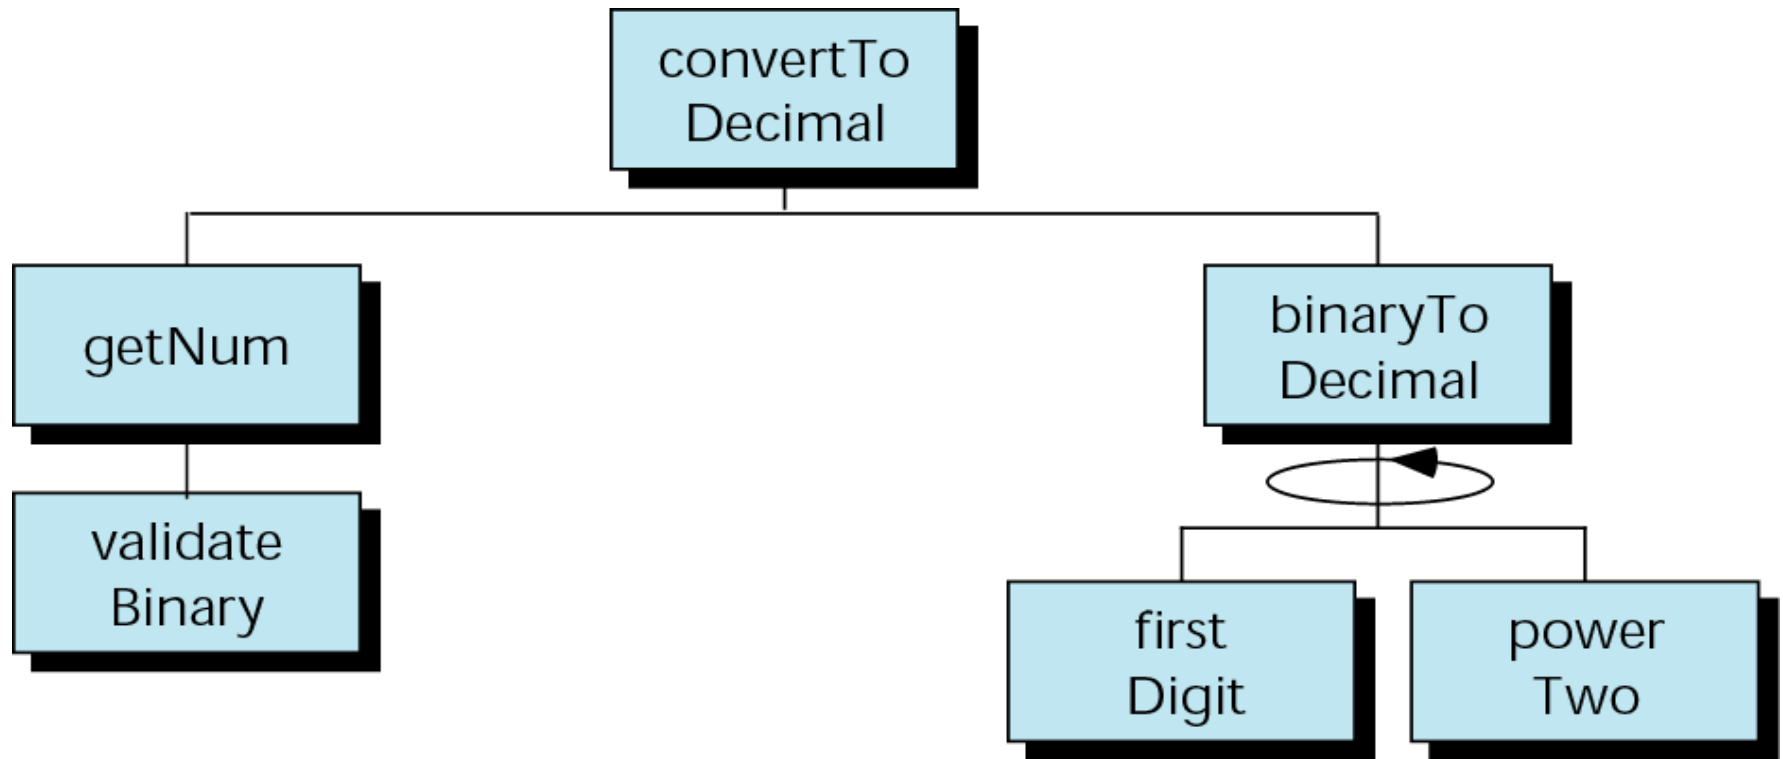 convertTo
Decimal
getNum
binaryTo
Decimal
validate
Binary
first
Digit
power
Two